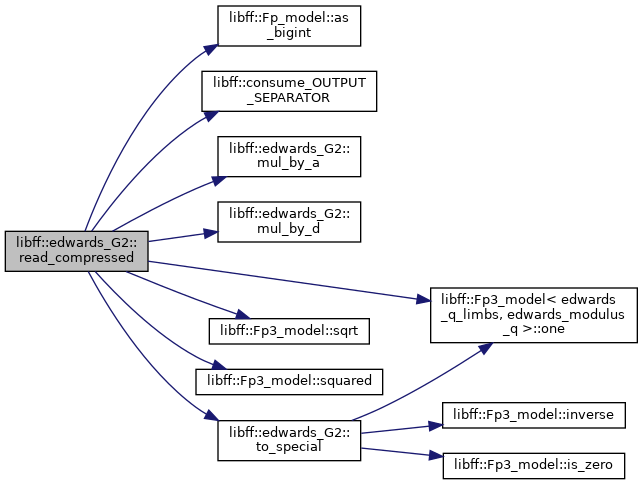 libff::Fp_model::as
_bigint
libff::consume_OUTPUT
_SEPARATOR
libff::edwards_G2::
mul_by_a
libff::edwards_G2::
mul_by_d
libff::edwards_G2::
read_compressed
libff::Fp3_model< edwards
_q_limbs, edwards_modulus
_q >::one
libff::Fp3_model::sqrt
libff::Fp3_model::squared
libff::edwards_G2::
to_special
libff::Fp3_model::inverse
libff::Fp3_model::is_zero